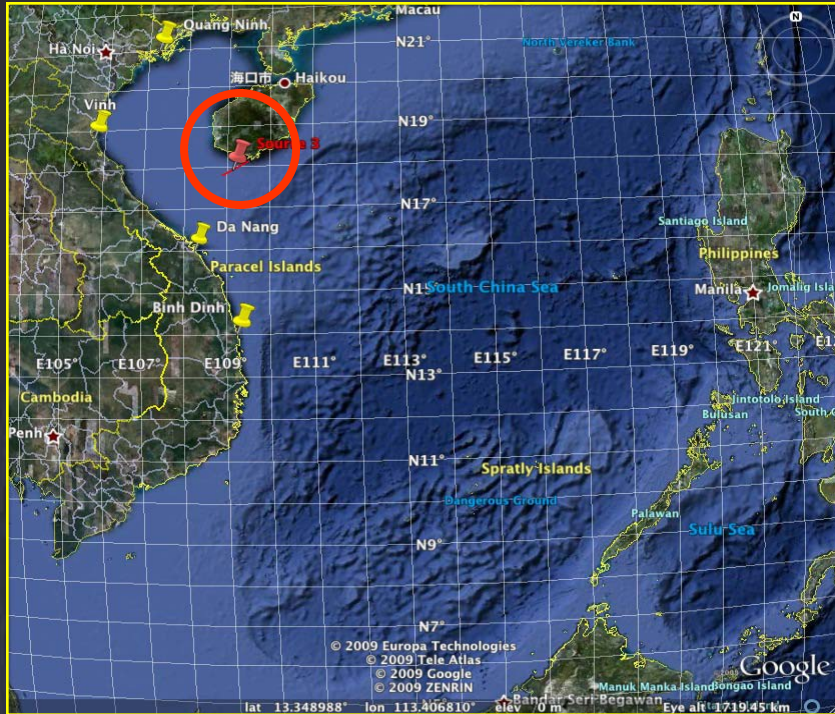 Macau
Quang Ninh
N21°
North Vereker Bank
N
Hà Noi
海口市 Haikou
Vinh
N19°
Source 3
N17°
Santiago Island
Da Nang
Philippines
Paracel Islands
South China Sea
Manila
Jomalig Isla
Binh Dinh
E105° E107° E109° E111° E113° E115° E117° E119° E121°
N13°
Cambodia
Jintotolo Island
Bulusan
South C
Penh
N11°
Spratly Islands
Dangerous Ground
Palawan
Sulu Sea
N9°
N7°
© 2009 Europa Technologies
© 2009 Tele Atlas
© 2009 Google
© 2009 ZENRIN
Google
Manuk Manka Island
Bongao Island
Bandar Seri Begawan
lat 13.348988° lon 113.406810° elev 0 m Eye alt 1719.45 km